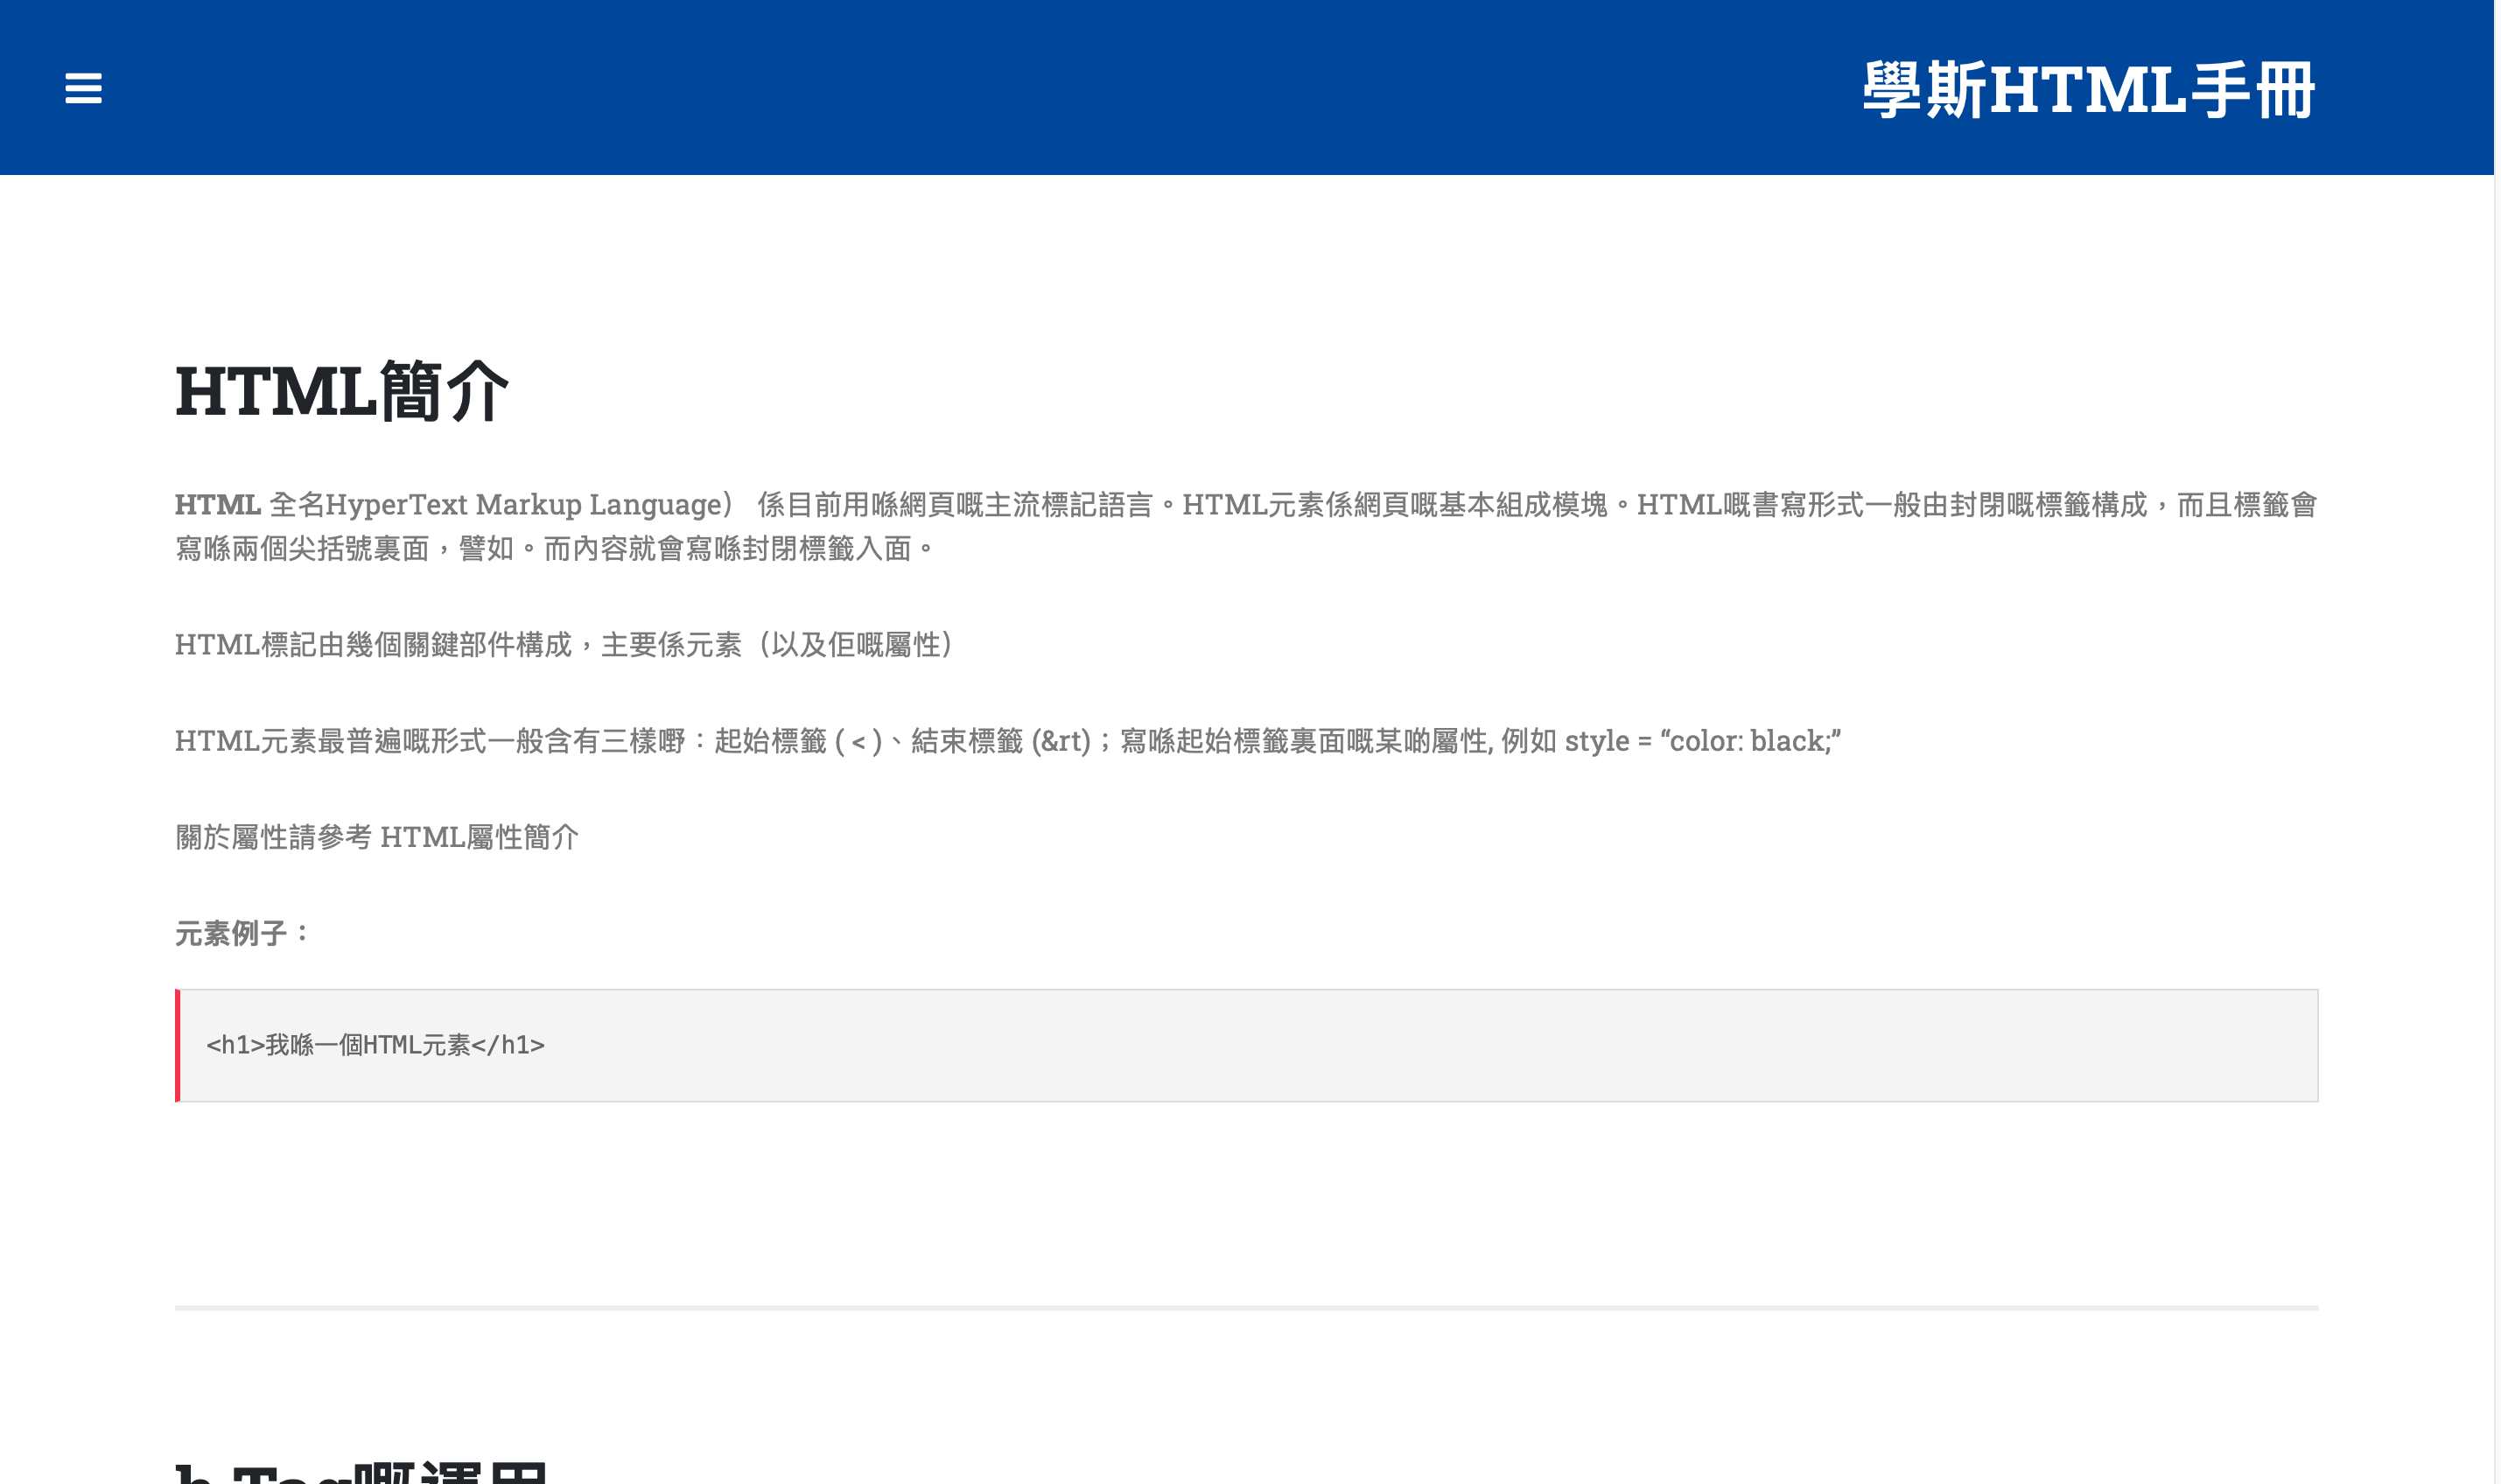 學斯HTML手冊
HTML簡介
HTML 全名HyperText Markup Language） 係目前用喺網頁嘅主流標記語言。HTML元素係網頁嘅基本組成模塊。HTML嘅書寫形式一般由封閉嘅標籤構成，而且標籤會
寫喺兩個尖括號裏面，譬如。而內容就會寫喺封閉標籤入面。
HTML標記由幾個關鍵部件構成，主要係元素（以及佢嘅屬性）
HTML元素最普遍嘅形式一般含有三樣嘢：起始標籤 ( < )、結束標籤 (&rt)；寫喺起始標籤裏面嘅某啲屬性, 例如 style = “color: black;”
關於屬性請參考 HTML屬性簡介
元素例子：
<h1>我喺一個HTML元素</h1>
h Tag嘅運用